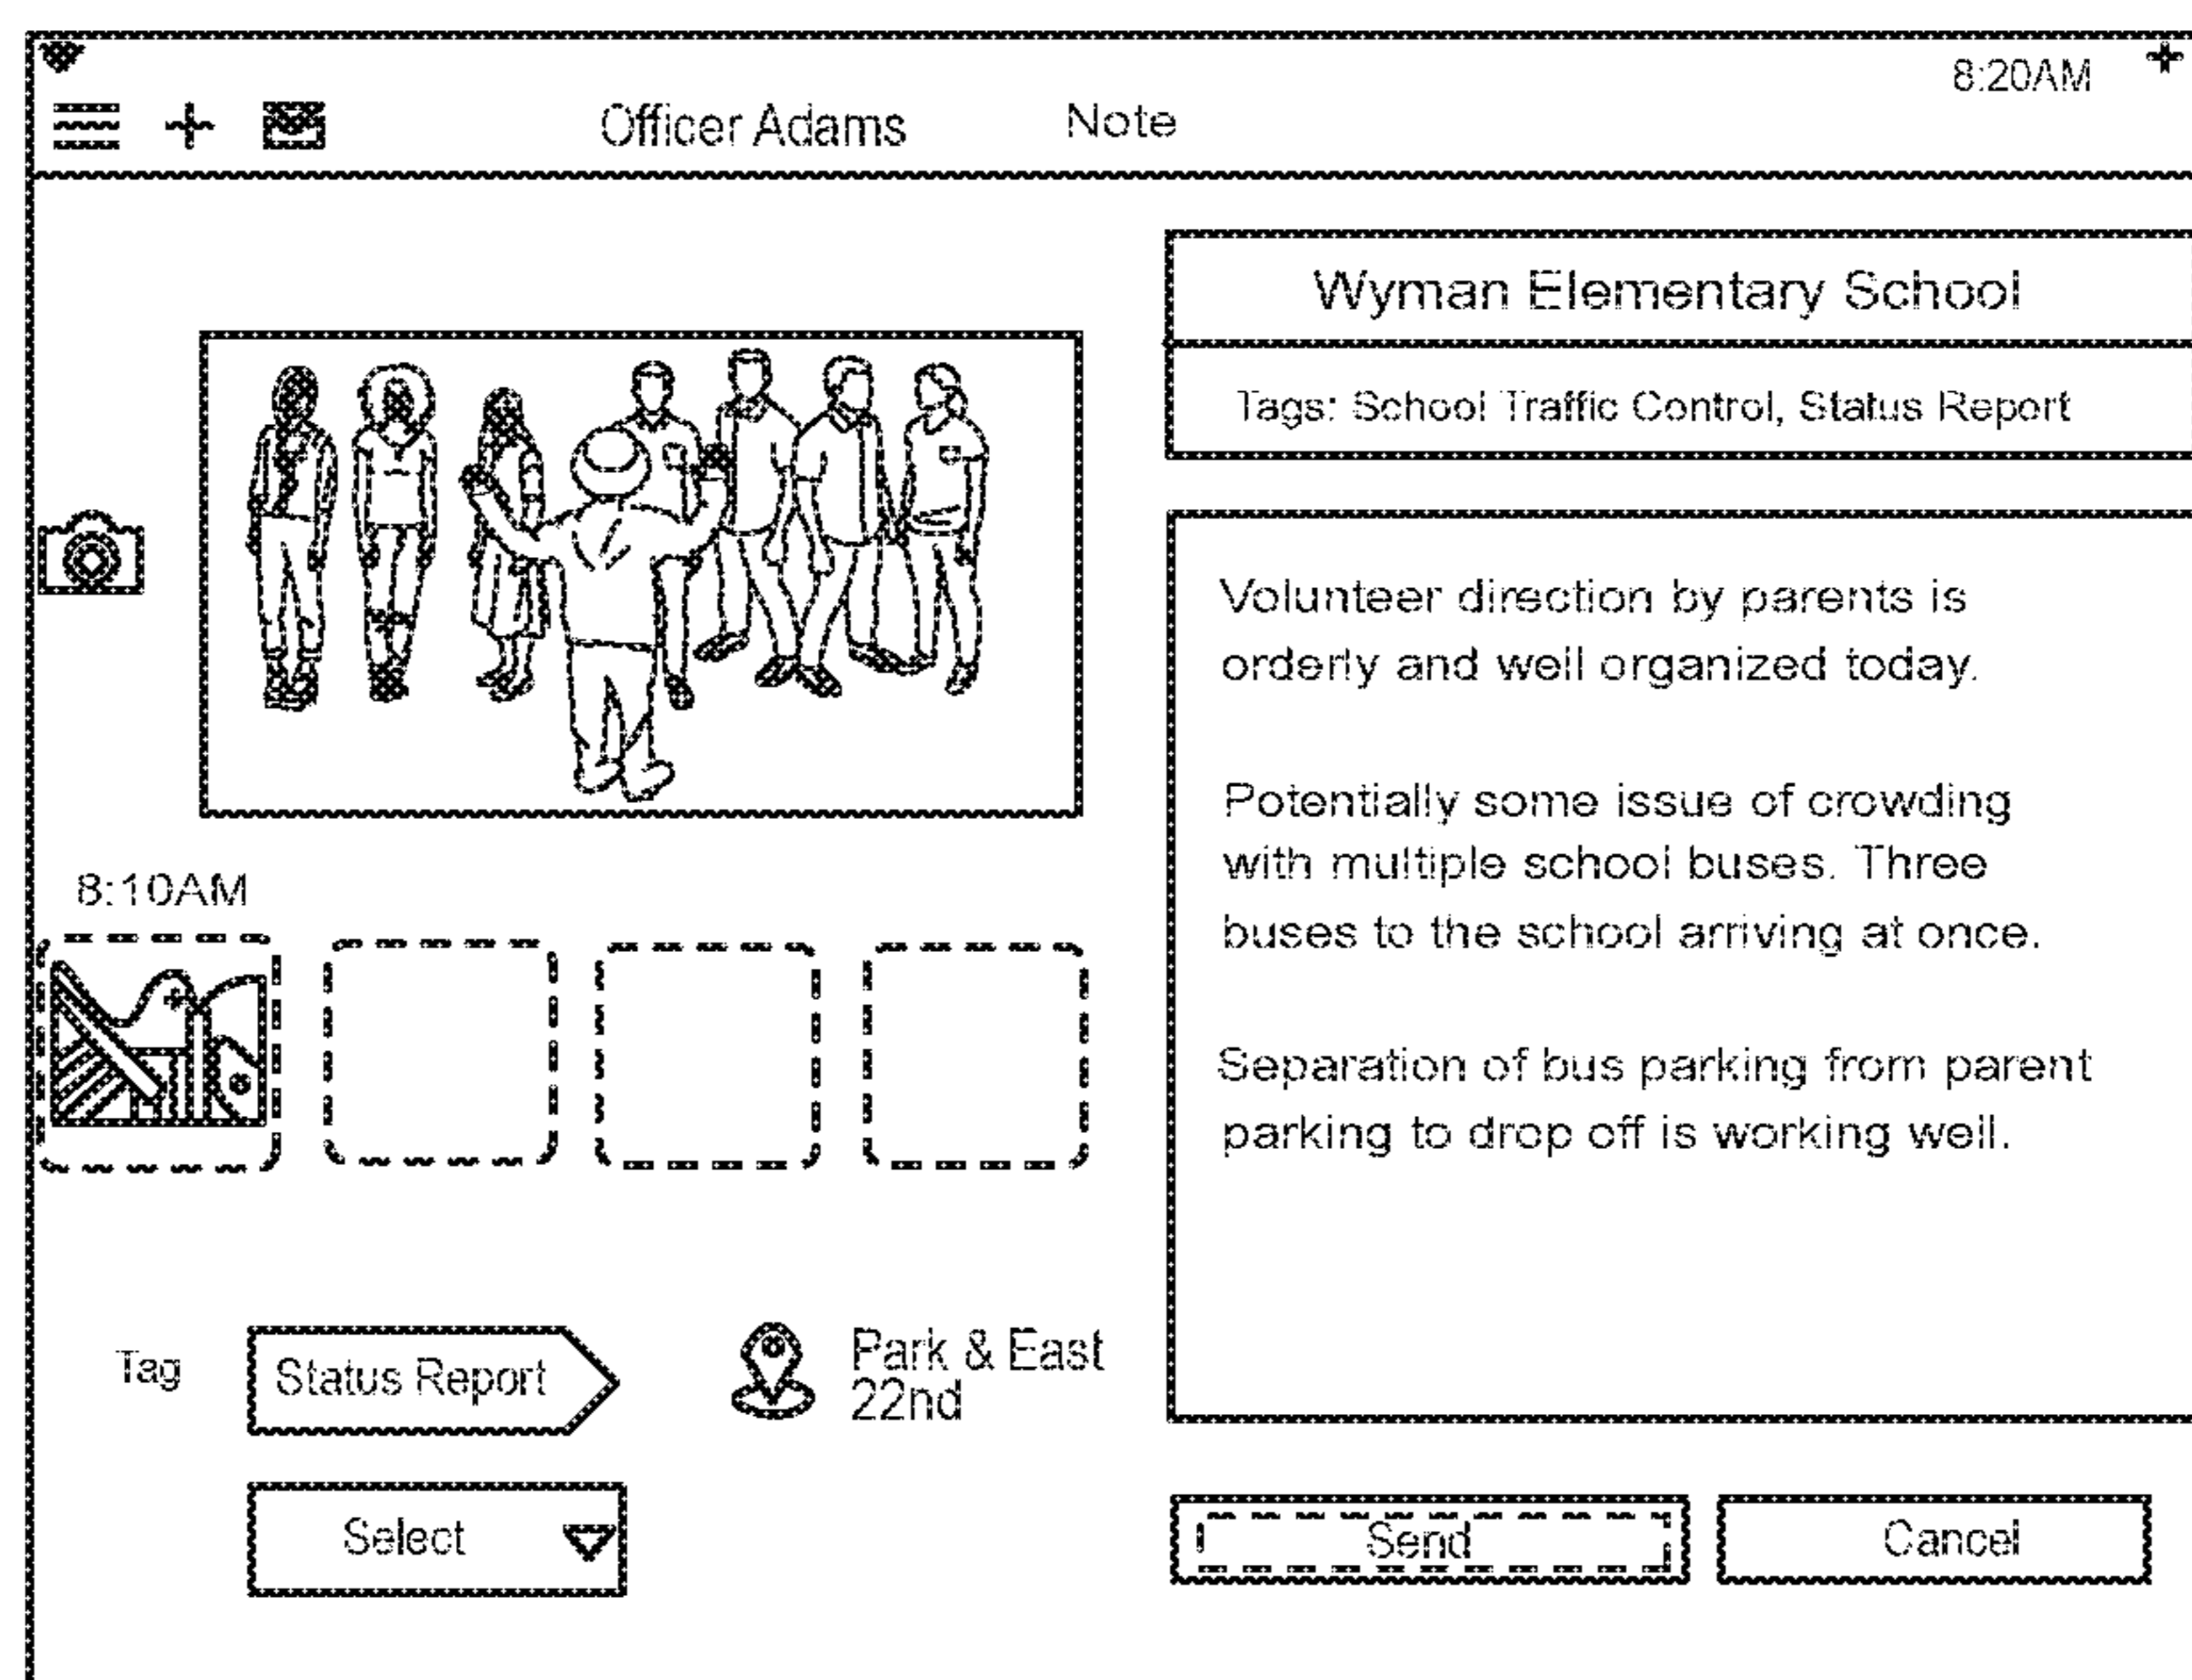 8:20AM
Officer Adams
Note
Wyman Elementary School
Tags: School Traffic Control, Status Report
Volunteer direction by parents is
orderly and well organized today.
Potentially some issue of crowding
with multiple school buses. Three
buses to the school arriving at once.
Separation of bus parking from parent
parking to drop off is working well.
8:10AM
Tag
Status Report
Park & East
22nd
Select
Send
Cancel